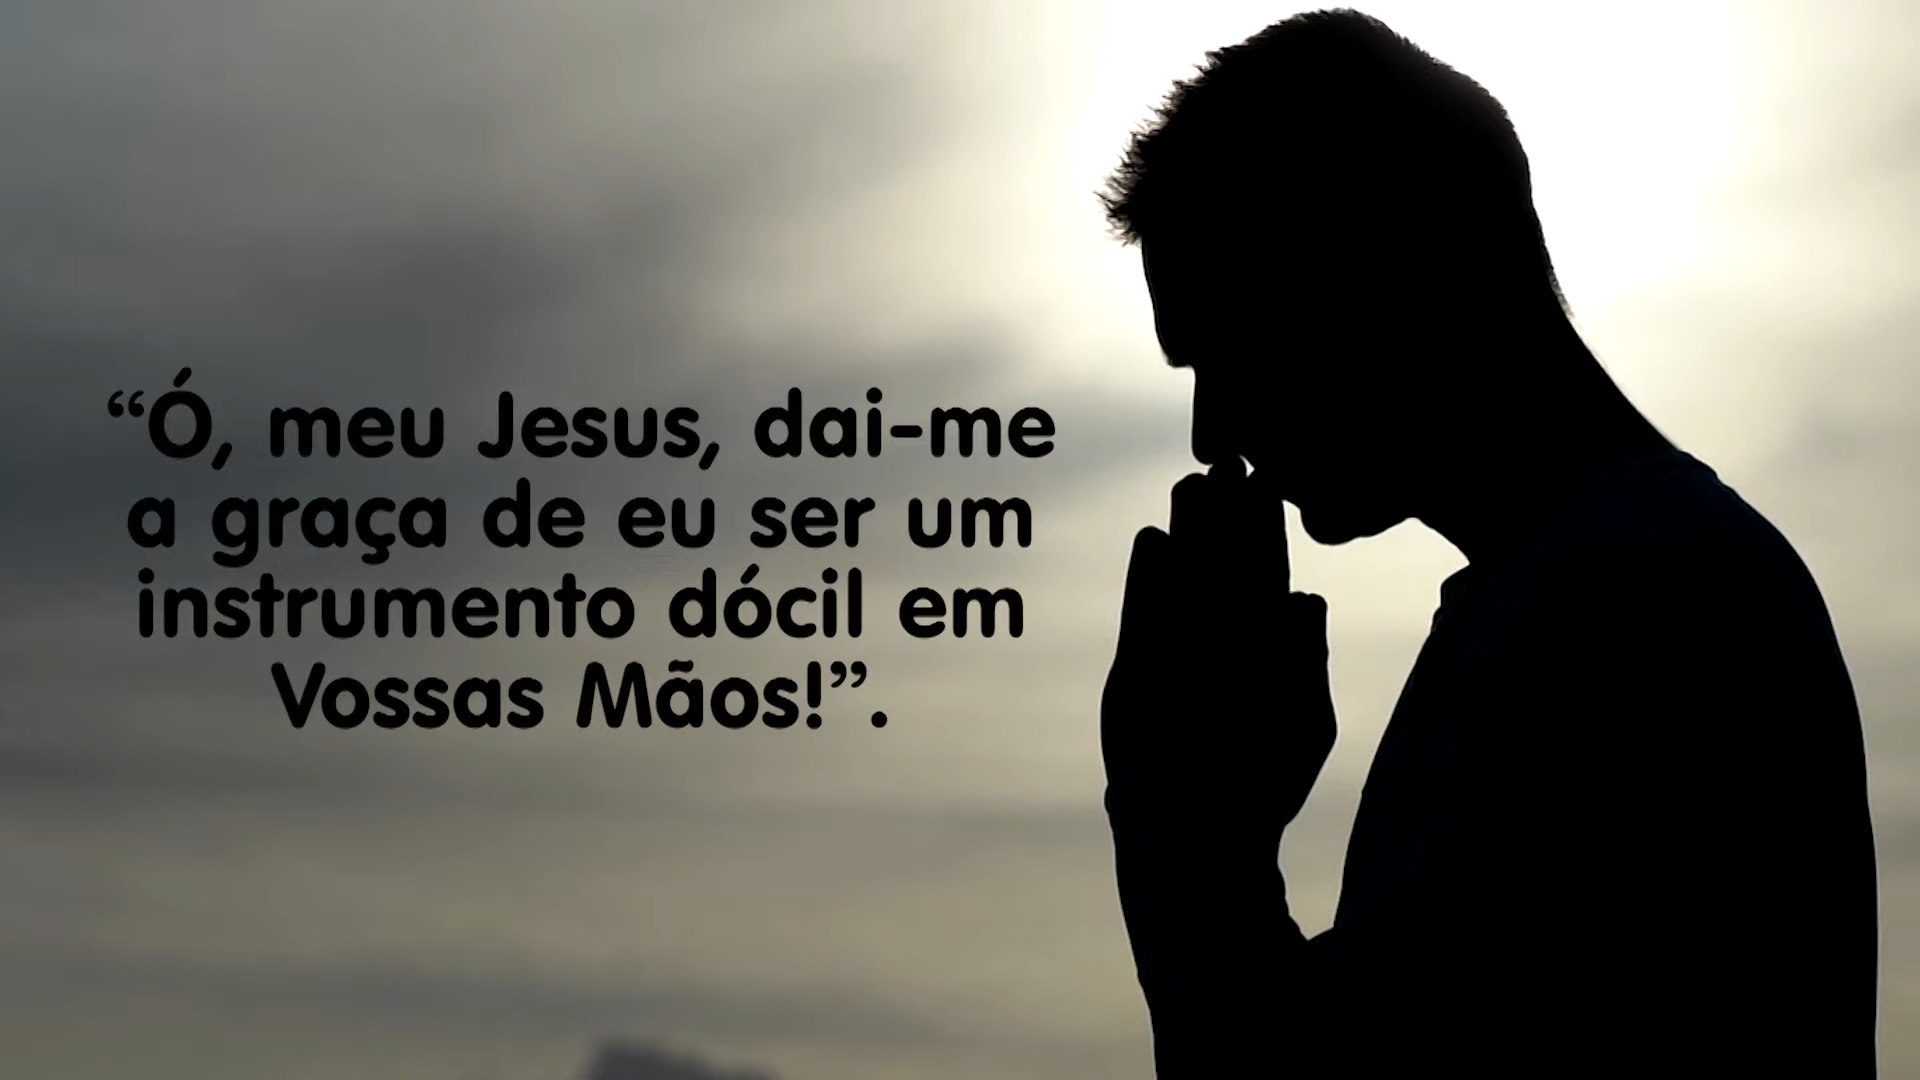 “Ó, meu Jesus, dai-me
a graça de eu ser um
instrumento dócil em
Vossas Mãos!”.